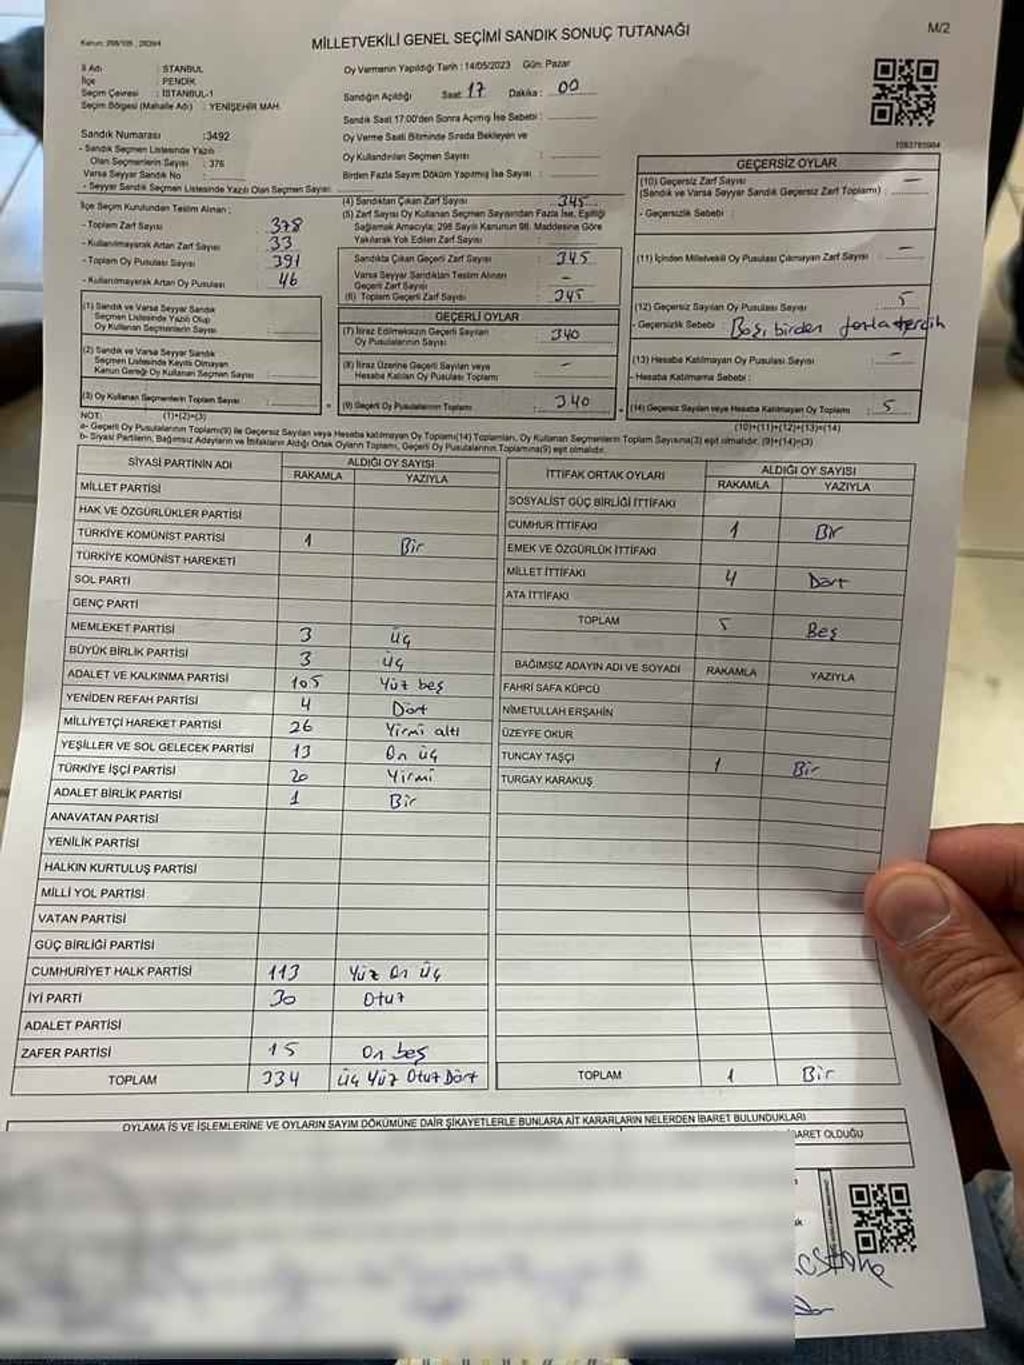 Kanun: 298/105, 2839/4
MİLLETVEKİLİ GENEL SEÇİMİ SANDIK SONUÇ TUTANAĞI
M/2
İl Adı : İSTANBUL
İlçe : PENDİK
Seçim Çevresi : İSTANBUL-1
Seçim Bölgesi (Mahalle Adı) : YENİŞEHİR MAH.
Sandık Numarası :3492
- Sandık Seçmen Listesinde Yazılı
Olan Seçmenlerin Sayısı : 376
Varsa Seyyar Sandık No :
- Seyyar Sandık Seçmen Listesinde Yazılı Olan Seçmen Sayısı:
Oy Vermenin Yapıldığı Tarih : 14/05/2023 Gün: Pazar
Sandığın Açıldığı Saat: 17 Dakika : 00
Sandık Saat 17.00'den Sonra Açılmış İse Sebebi :
Oy Verme Saati Bitiminde Sırada Bekleyen ve
Oy Kullandırılan Seçmen Sayısı :
Birden Fazla Sayım Döküm Yapılmış İse Sayısı :
İlçe Seçim Kurulundan Teslim Alınan ;
- Toplam Zarf Sayısı : 378
- Kullanılmayarak Artan Zarf Sayısı : 33
- Toplam Oy Pusulası Sayısı : 391
- Kullanılmayarak Artan Oy Pusulası : 46
(1) Sandık ve Varsa Seyyar Sandık
Seçmen Listesinde Yazılı Olup
Oy Kullanan Seçmenlerin Sayısı :
(2) Sandık ve Varsa Seyyar Sandık
Seçmen Listesinde Kaydı Olmayan
Kanun Gereği Oy Kullanan Seçmen Sayısı :
(3) Oy Kullanan Seçmenlerin Toplam Sayısı :
(1)+(2)=(3)
(4) Sandıktan Çıkan Zarf Sayısı : 345
(5) Zarf Sayısı Oy Kullanan Seçmen Sayısından Fazla İse, Eşitliği
Sağlamak Amacıyla; 298 Sayılı Kanunun 98. Maddesine Göre
Yakılarak Yok Edilen Zarf Sayısı :
Sandıkta Çıkan Geçerli Zarf Sayısı : 345
Varsa Seyyar Sandıktan Teslim Alınan
Geçerli Zarf Sayısı : -
(6) Toplam Geçerli Zarf Sayısı : 345
GEÇERLİ OYLAR
(7) İtiraz Edilmeksizin Geçerli Sayılan
Oy Pusulalarının Sayısı : 340
(8) İtiraz Üzerine Geçerli Sayılan veya
Hesaba Katılan Oy Pusulası Toplamı : -
(9) Geçerli Oy Pusulalarının Toplamı : 340
GEÇERSİZ OYLAR
(10) Geçersiz Zarf Sayısı
(Sandık ve Varsa Seyyar Sandık Geçersiz Zarf Toplamı) : -
- Geçersizlik Sebebi :
(11) İçinden Milletvekili Oy Pusulası Çıkmayan Zarf Sayısı : -
(12) Geçersiz Sayılan Oy Pusulası Sayısı : 5
- Geçersizlik Sebebi : Boş, birden fazla tercih
(13) Hesaba Katılmayan Oy Pusulası Sayısı : -
- Hesaba Katılmama Sebebi :
(14) Geçersiz Sayılan veya Hesaba Katılmayan Oy Toplamı : 5
(10)+(11)+(12)+(13)=(14)
NOT:
a- Geçerli Oy Pusulaları Toplamı(9) ile Geçersiz Sayılan veya Hesaba katılmayan Oy Toplamı(14) Toplamları, Oy Kullanan Seçmenlerin Toplam Sayısına(3) eşit olmalıdır. (9)+(14)=(3)
b- Siyasi Partilerin, Bağımsız Adayların ve İttifakların Aldığı Ortak Oyların Toplamı, Geçerli Oy Pusulalarının Toplamına(9) eşit olmalıdır.
SİYASİ PARTİNİN ADI ALDIĞI OY SAYISI
RAKAMLA YAZIYLA
MİLLET PARTİSİ
HAK VE ÖZGÜRLÜKLER PARTİSİ
TÜRKİYE KOMÜNİST PARTİSİ 1 Bir
TÜRKİYE KOMÜNİST HAREKETİ
SOL PARTİ
GENÇ PARTİ
MEMLEKET PARTİSİ 3 üç
BÜYÜK BİRLİK PARTİSİ 3 üç
ADALET VE KALKINMA PARTİSİ 105 Yüz beş
YENİDEN REFAH PARTİSİ 4 Dört
MİLLİYETÇİ HAREKET PARTİSİ 26 Yirmi altı
YEŞİLLER VE SOL GELECEK PARTİSİ 13 On üç
TÜRKİYE İŞÇİ PARTİSİ 20 Yirmi
ADALET BİRLİK PARTİSİ 1 Bir
ANAVATAN PARTİSİ
YENİLİK PARTİSİ
HALKIN KURTULUŞ PARTİSİ
MİLLİ YOL PARTİSİ
VATAN PARTİSİ
GÜÇ BİRLİĞİ PARTİSİ
CUMHURİYET HALK PARTİSİ 113 Yüz On üç
İYİ PARTİ 30 Otuz
ADALET PARTİSİ
ZAFER PARTİSİ 15 On beş
TOPLAM 334 üç Yüz Otuz Dört
İTTİFAK ORTAK OYLARI ALDIĞI OY SAYISI
RAKAMLA YAZIYLA
SOSYALİST GÜÇ BİRLİĞİ İTTİFAKI
CUMHUR İTTİFAKI 1 Bir
EMEK VE ÖZGÜRLÜK İTTİFAKI
MİLLET İTTİFAKI 4 Dört
ATA İTTİFAKI
TOPLAM 5 Beş
BAĞIMSIZ ADAYIN ADI VE SOYADI RAKAMLA YAZIYLA
FAHRİ SAFA KÜPCÜ
NİMETULLAH ERŞAHİN
ÜZEYFE OKUR
TUNCAY TAŞÇI 1 Bir
TURGAY KARAKUŞ
TOPLAM 1 Bir
OYLAMA İŞ VE İŞLEMLERİNE VE OYLARIN SAYIM DÖKÜMÜNE DAİR ŞİKAYETLERLE BUNLARA AİT KARARLARIN NELERDEN İBARET BULUNDUKLARI
İBARET OLDUĞU